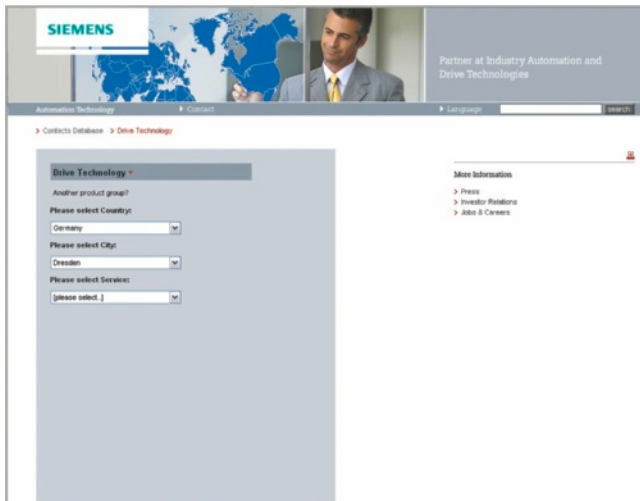 SIEMENS
Partner at Industry Automation and
Drive Technologies
Automation Technology
Contact
Language
search
Contacts Database
Drive Technology
Drive Technology
Another product group?
Please select Country:
Germany
Please select City:
Dresden
Please select Service:
[please select..]
More Information
Press
Investor Relations
Jobs & Careers